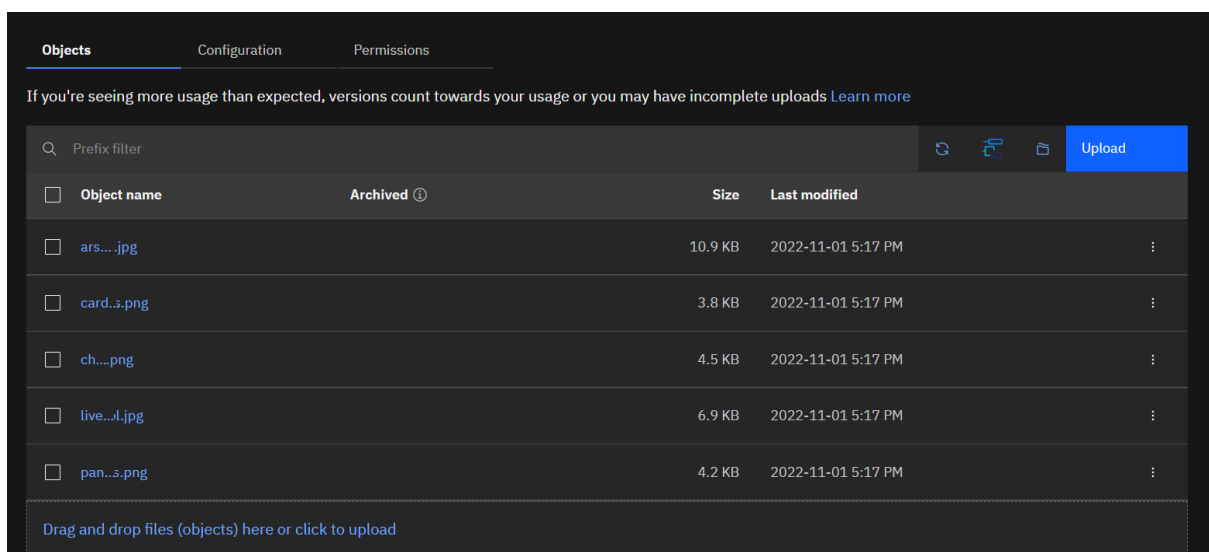 Objects Configuration Permissions
If you're seeing more usage than expected, versions count towards your usage or you may have incomplete uploads Learn more
Prefix filter Upload
Object name Archived Size Last modified
ars... .jpg 10.9 KB 2022-11-01 5:17 PM
card..s.png 3.8 KB 2022-11-01 5:17 PM
ch....png 4.5 KB 2022-11-01 5:17 PM
live...l.jpg 6.9 KB 2022-11-01 5:17 PM
pan..s.png 4.2 KB 2022-11-01 5:17 PM
Drag and drop files (objects) here or click to upload